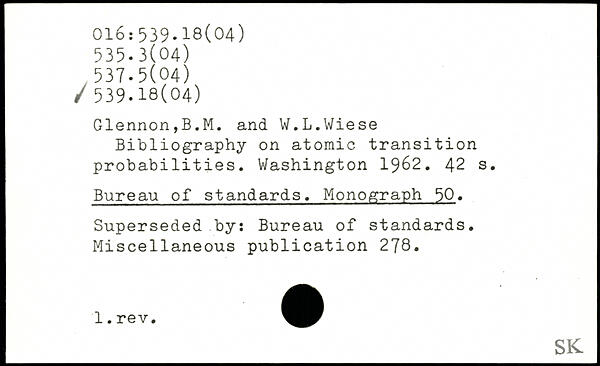 016:539.18(04)
535.3(04)
537.5(04)
539.18(04)
Glennon,B.M. and W.L.Wiese
Bibliography on atomic transition
probabilities. Washington 1962. 42 s.
Bureau of standards. Monograph 50.
Superseded by: Bureau of standards.
Miscellaneous publication 278.
1.rev.
SK